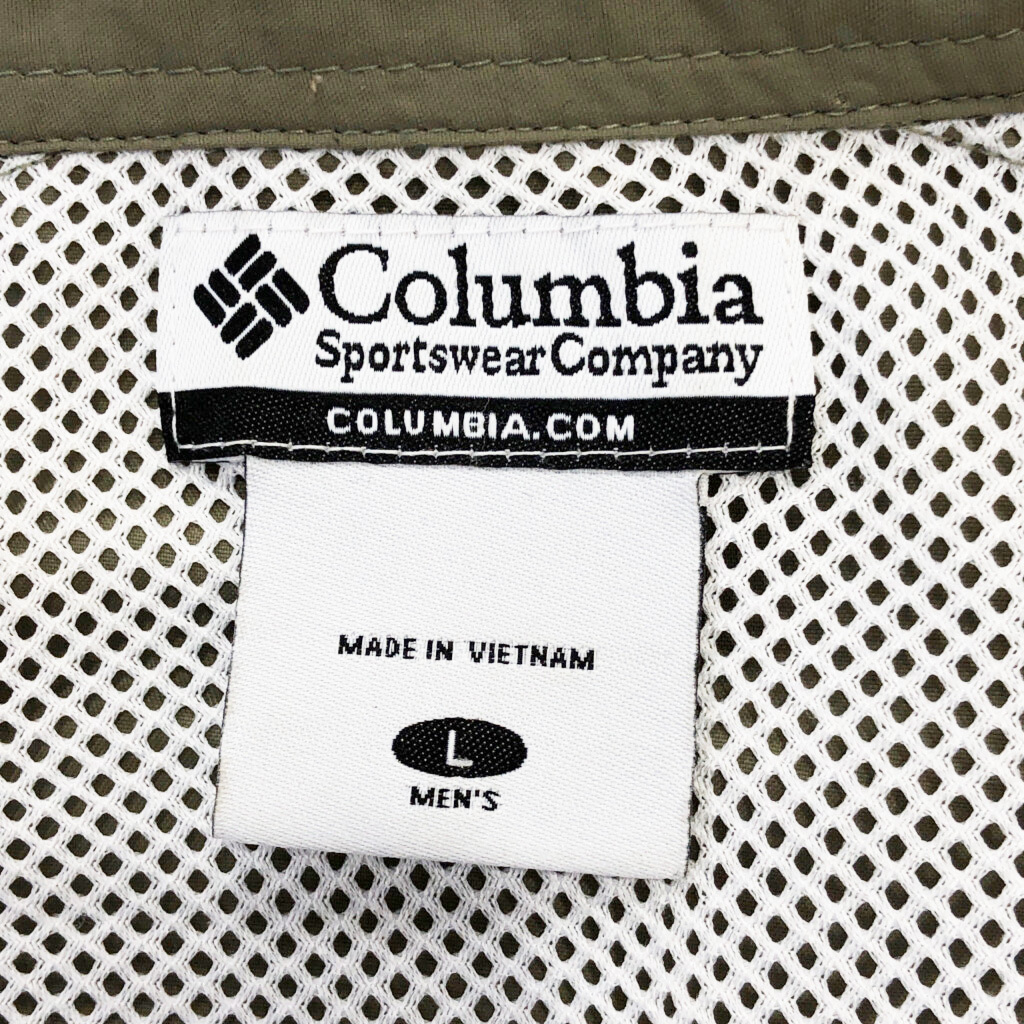 Columbia
Sportswear Company
COLUMBIA.COM
MADE IN VIETNAM
L
MEN'S